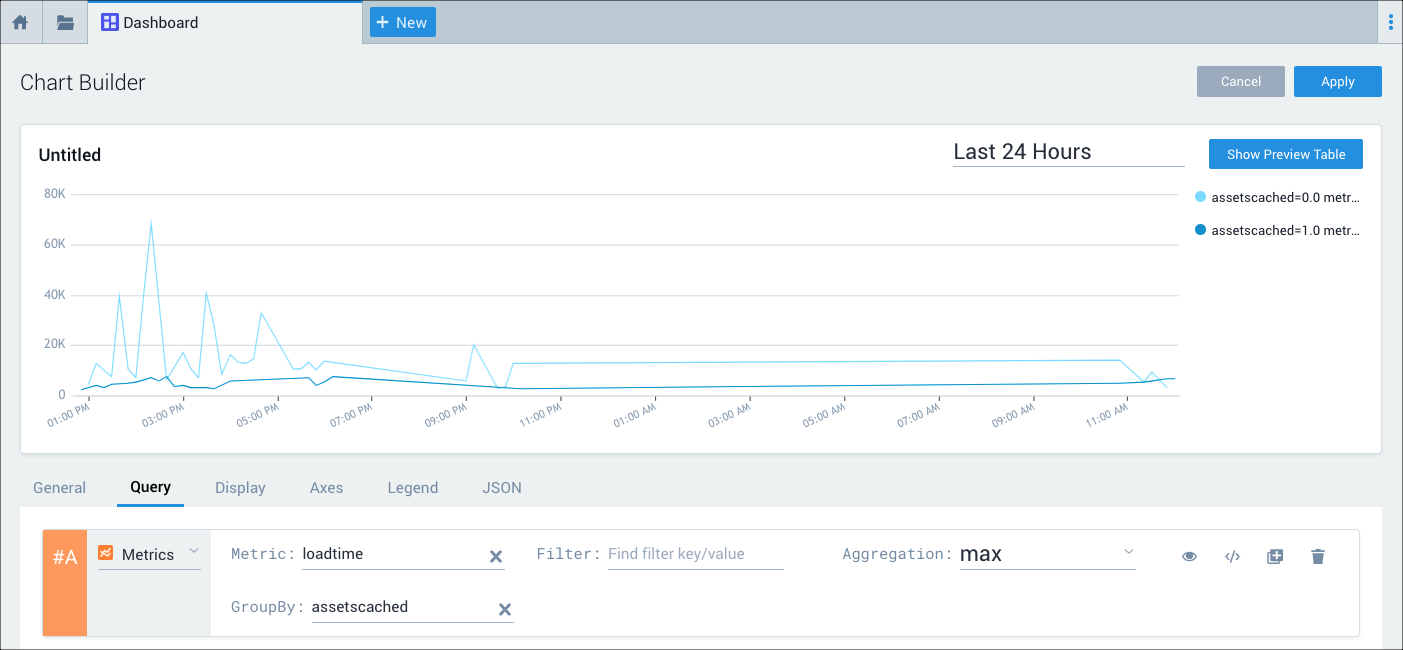 Dashboard
+ New
Chart Builder
Cancel
Apply
Untitled
Last 24 Hours
Show Preview Table
80K
60K
40K
20K
0
assetscached=0.0 metr...
assetscached=1.0 metr...
01:00 PM
03:00 PM
05:00 PM
07:00 PM
09:00 PM
11:00 PM
01:00 AM
03:00 AM
05:00 AM
07:00 AM
09:00 AM
11:00 AM
General
Query
Display
Axes
Legend
JSON
#A
Metrics
Metric: loadtime
Filter: Find filter key/value
Aggregation: max
GroupBy: assetscached